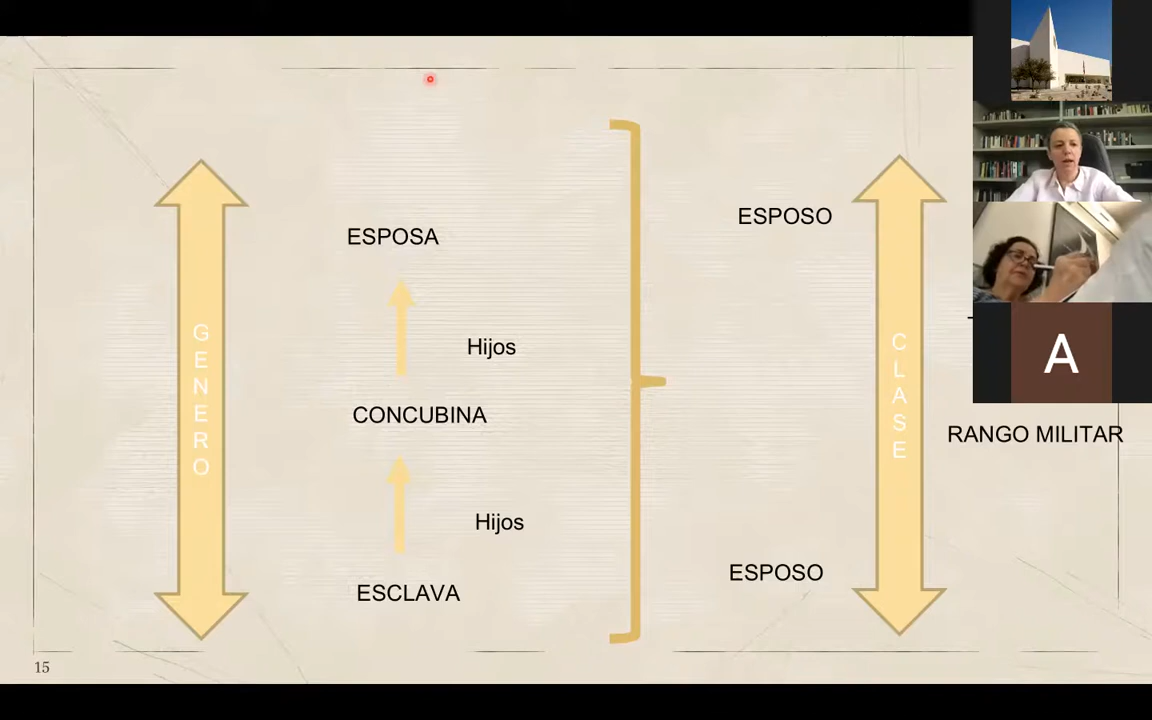 ESPOSA
Hijos
CONCUBINA
Hijos
ESCLAVA
GENERO
ESPOSO
ESPOSO
CLASE
RANGO MILITAR
A
15